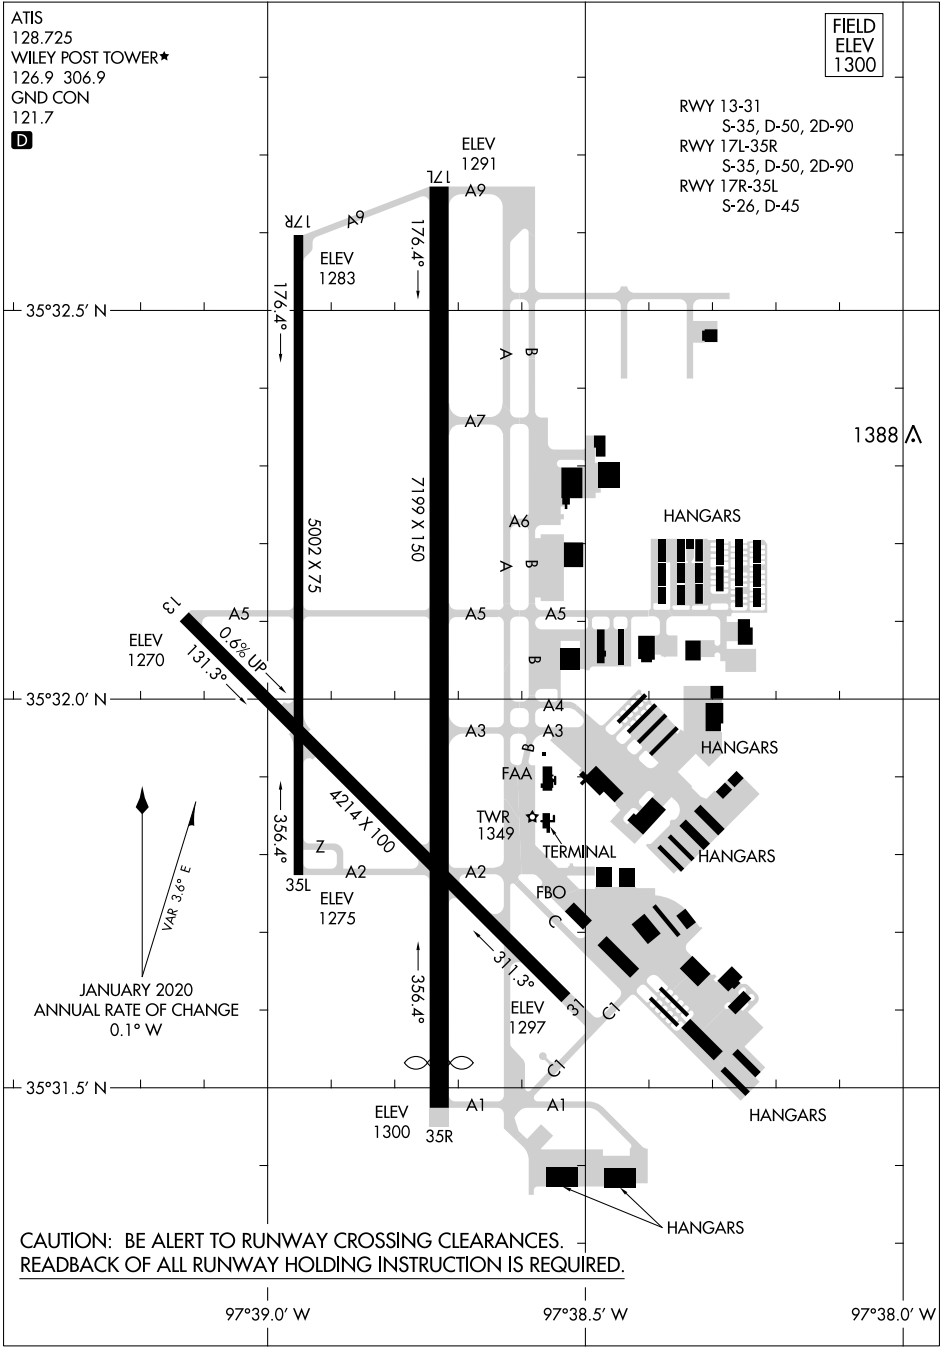 ATIS
128.725
WILEY POST TOWER★
126.9 306.9
GND CON
121.7
D
FIELD
ELEV
1300
RWY 13-31
S-35, D-50, 2D-90
RWY 17L-35R
S-35, D-50, 2D-90
RWY 17R-35L
S-26, D-45
ELEV
1291
17L
A9
17R
A9
ELEV
1283
176.4°
176.4°
35°32.5' N
A
B
A7
1388
7199 X 150
5002 X 75
A6
HANGARS
A
B
13
A5
A5
A5
ELEV
1270
0.6% UP
131.3°
B
35°32.0' N
A4
A3
A3
HANGARS
B
FAA
4214 X 100
356.4°
TWR
1349
TERMINAL
HANGARS
Z
A2
A2
35L
ELEV
1275
FBO
C
VAR 3.6° E
311.3°
356.4°
JANUARY 2020
ANNUAL RATE OF CHANGE
0.1° W
ELEV
1297
31
C1
C1
35°31.5' N
ELEV
1300
35R
A1
A1
HANGARS
HANGARS
CAUTION: BE ALERT TO RUNWAY CROSSING CLEARANCES.
READBACK OF ALL RUNWAY HOLDING INSTRUCTION IS REQUIRED.
97°39.0' W
97°38.5' W
97°38.0' W